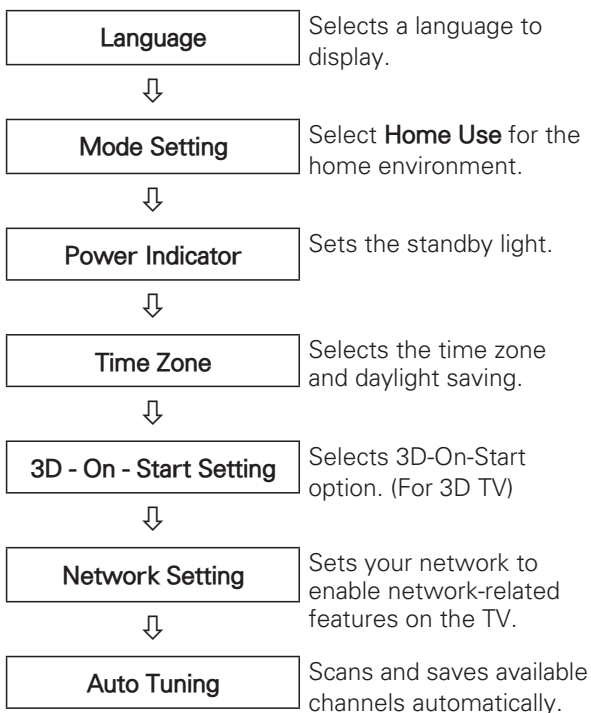 Language
Selects a language to
display.
⇩
Mode Setting
Select Home Use for the
home environment.
⇩
Power Indicator
Sets the standby light.
⇩
Time Zone
Selects the time zone
and daylight saving.
⇩
3D - On - Start Setting
Selects 3D-On-Start
option. (For 3D TV)
⇩
Network Setting
Sets your network to
enable network-related
features on the TV.
⇩
Auto Tuning
Scans and saves available
channels automatically.